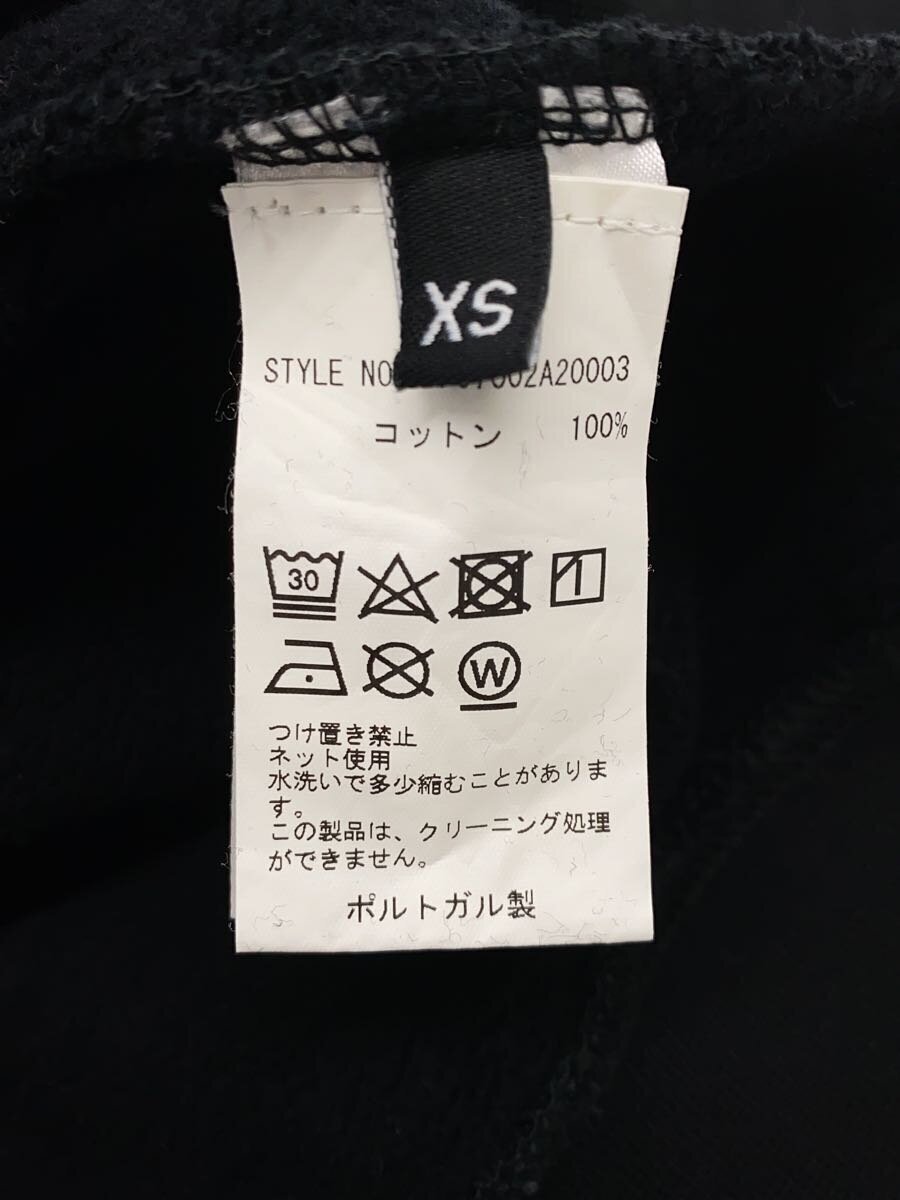 XS
STYLE NO
02A20003
コットン 100%
30
W
つけ置き禁止
ネット使用
水洗いで多少縮むことがありま
す。
この製品は、クリーニング処理
ができません。
ポルトガル製